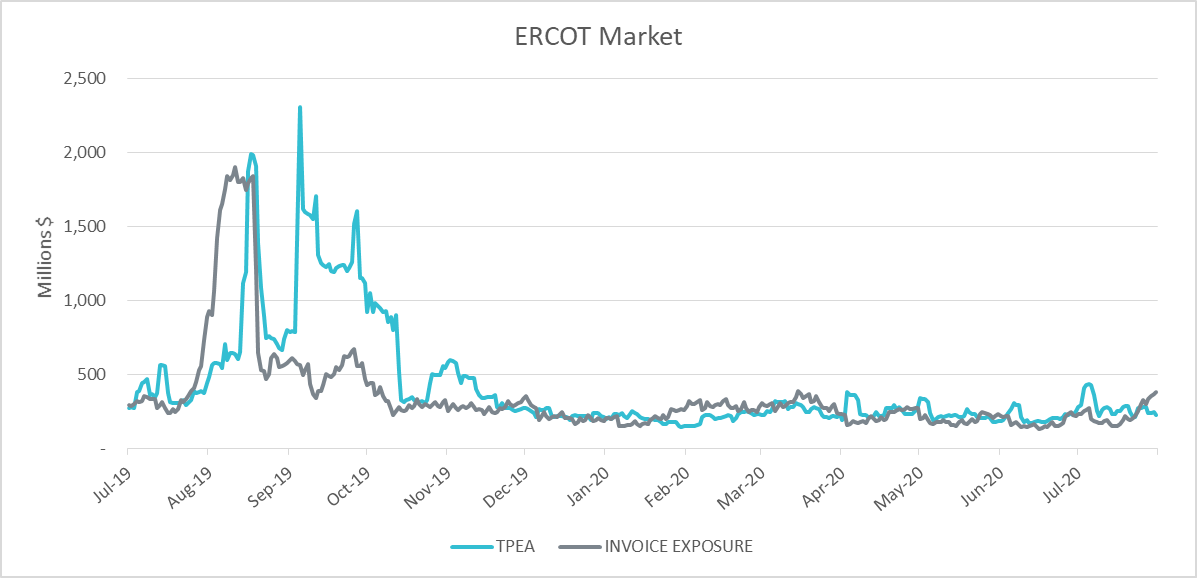 ERCOT Market
Millions $
2,500
2,000
1,500
1,000
500
-
Jul-19 Aug-19 Sep-19 Oct-19 Nov-19 Dec-19 Jan-20 Feb-20 Mar-20 Apr-20 May-20 Jun-20 Jul-20
TPEA INVOICE EXPOSURE